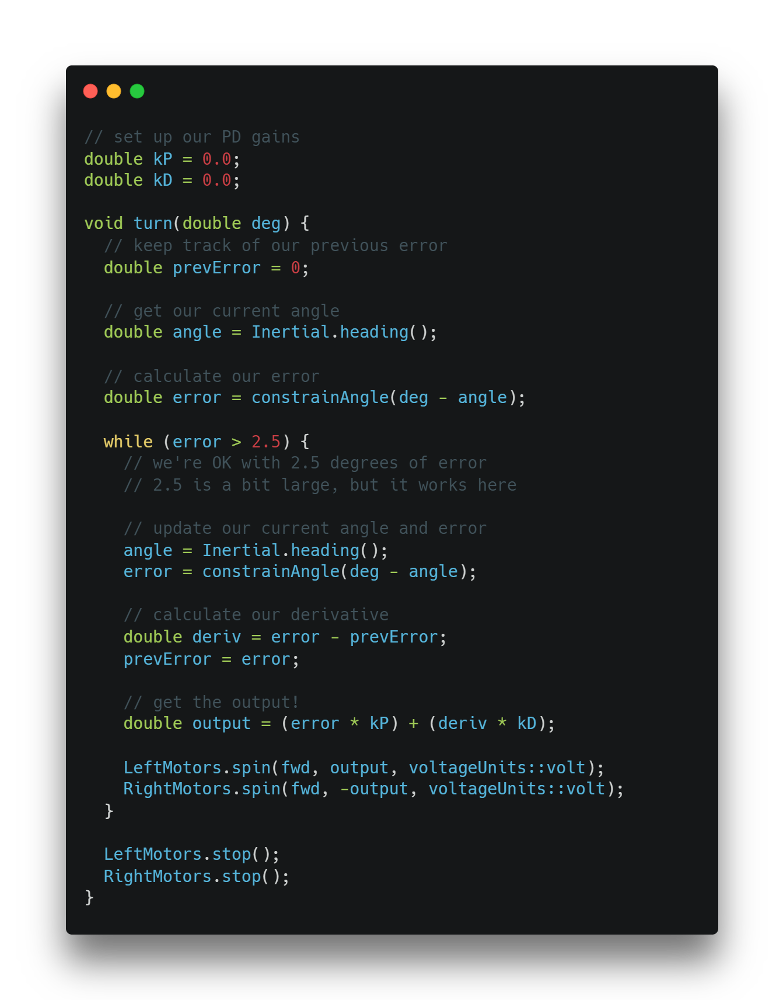 // set up our PD gains
double kP = 0.0;
double kD = 0.0;

void turn(double deg) {
  // keep track of our previous error
  double prevError = 0;

  // get our current angle
  double angle = Inertial.heading();

  // calculate our error
  double error = constrainAngle(deg - angle);

  while (error > 2.5) {
    // we're OK with 2.5 degrees of error
    // 2.5 is a bit large, but it works here

    // update our current angle and error
    angle = Inertial.heading();
    error = constrainAngle(deg - angle);

    // calculate our derivative
    double deriv = error - prevError;
    prevError = error;

    // get the output!
    double output = (error * kP) + (deriv * kD);

    LeftMotors.spin(fwd, output, voltageUnits::volt);
    RightMotors.spin(fwd, -output, voltageUnits::volt);
  }

  LeftMotors.stop();
  RightMotors.stop();
}